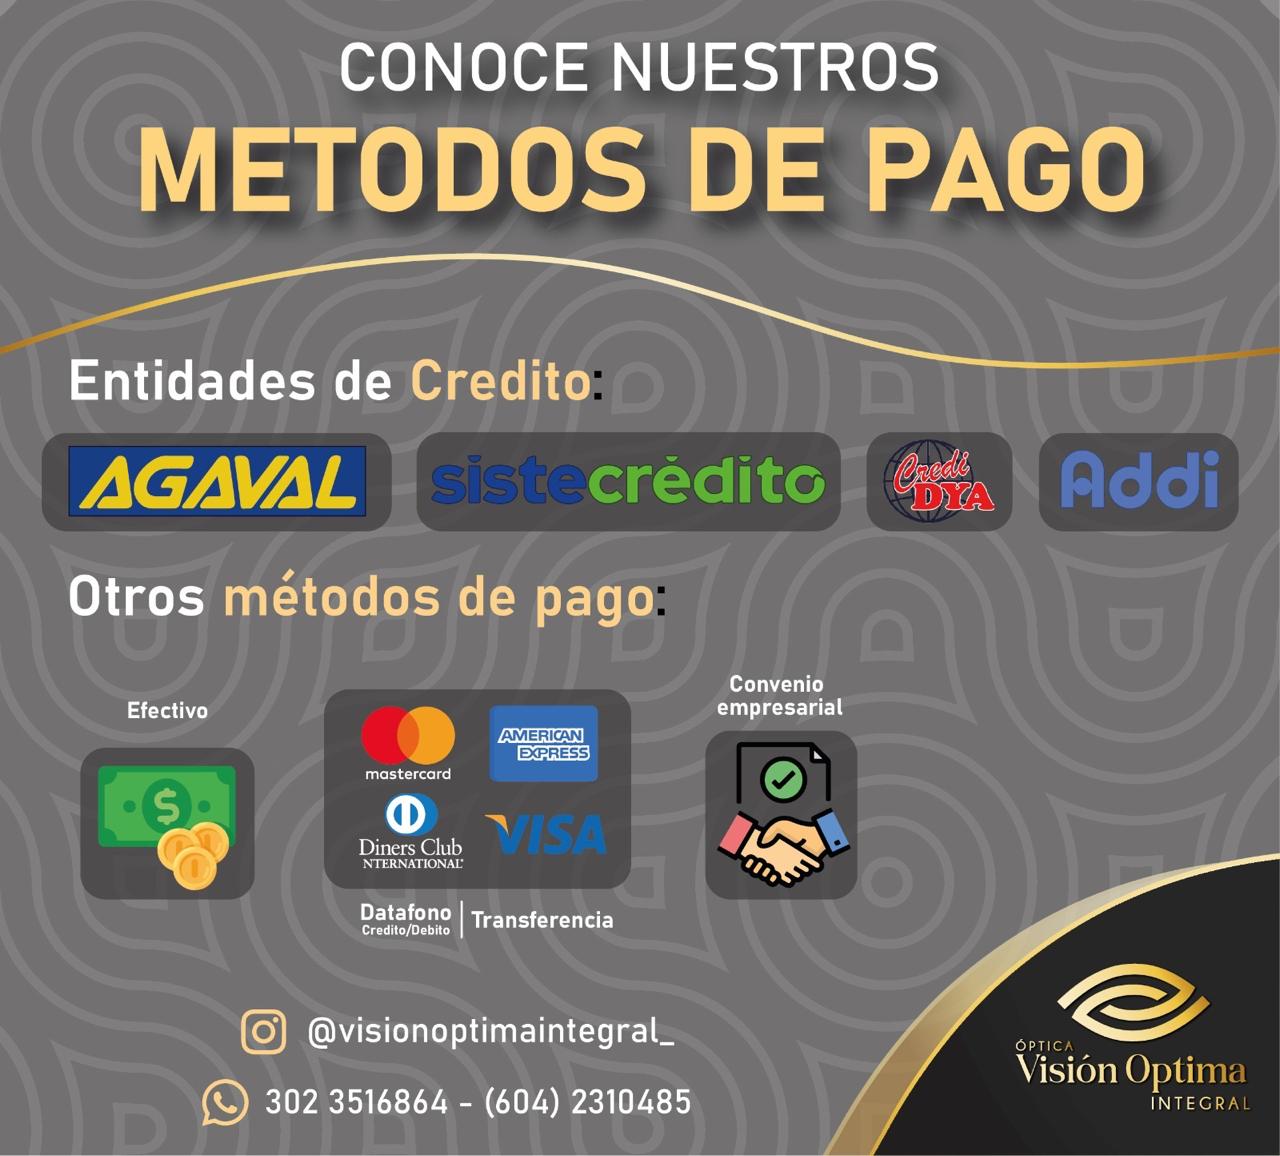 CONOCE NUESTROS
METODOS DE PAGO
Entidades de Credito:
AGAVAL
sistecrédito
Credi
DYA
Addi
Otros métodos de pago:
Efectivo
mastercard
AMERICAN
EXPRESS
Diners Club
NTERNATIONAL®
VISA
Datafono
Credito/Debito
Transferencia
Convenio
empresarial
@visionoptimaintegral_
302 3516864 - (604) 2310485
ÓPTICA
Visión Optima
INTEGRAL